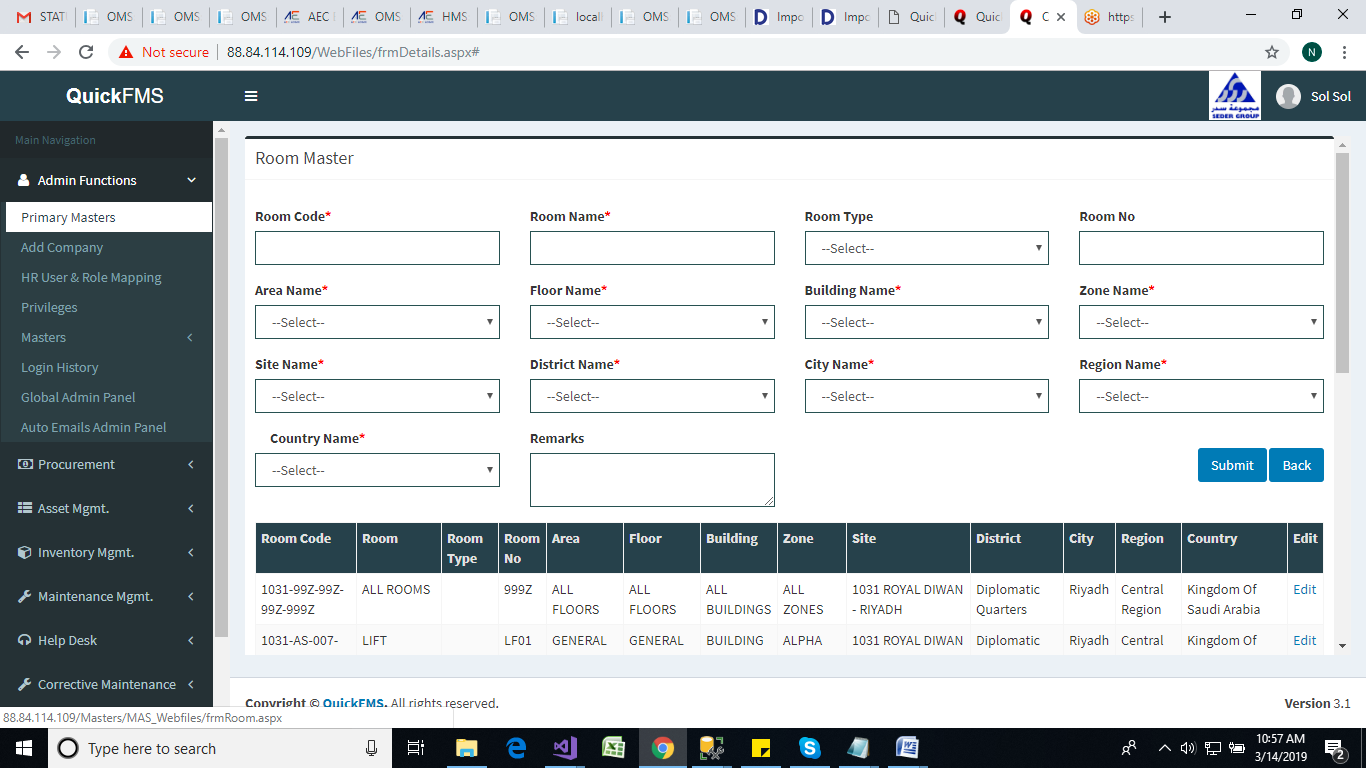 STATI
OMS
OMS
OMS
AEC
OMS
HMS
OMS
locall
OMS
OMS
Impo
Impo
Quic
Quic
https
Not secure
88.84.114.109/WebFiles/frmDetails.aspx#
N
QuickFMS
مجموعة سدر
SEDER GROUP
Sol Sol
Main Navigation
Admin Functions
Primary Masters
Add Company
HR User & Role Mapping
Privileges
Masters
Login History
Global Admin Panel
Auto Emails Admin Panel
Procurement
Asset Mgmt.
Inventory Mgmt.
Maintenance Mgmt.
Help Desk
Corrective Maintenance
Room Master
Room Code* Room Name* Room Type Room No
--Select--
Area Name* Floor Name* Building Name* Zone Name*
--Select-- --Select-- --Select-- --Select--
Site Name* District Name* City Name* Region Name*
--Select-- --Select-- --Select-- --Select--
Country Name* Remarks
--Select--
Submit Back
Room Code Room Room Type Room No Area Floor Building Zone Site District City Region Country Edit
1031-99Z-99Z-99Z-999Z ALL ROOMS 999Z ALL FLOORS ALL FLOORS ALL BUILDINGS ALL ZONES 1031 ROYAL DIWAN - RIYADH Diplomatic Quarters Riyadh Central Region Kingdom Of Saudi Arabia Edit
1031-AS-007- LIFT LF01 GENERAL GENERAL BUILDING ALPHA 1031 ROYAL DIWAN Diplomatic Riyadh Central Kingdom Of Edit
Copyright © QuickFMS. All rights reserved.
Version 3.1
88.84.114.109/Masters/MAS_Webfiles/frmRoom.aspx
Type here to search
10:57 AM
3/14/2019
2